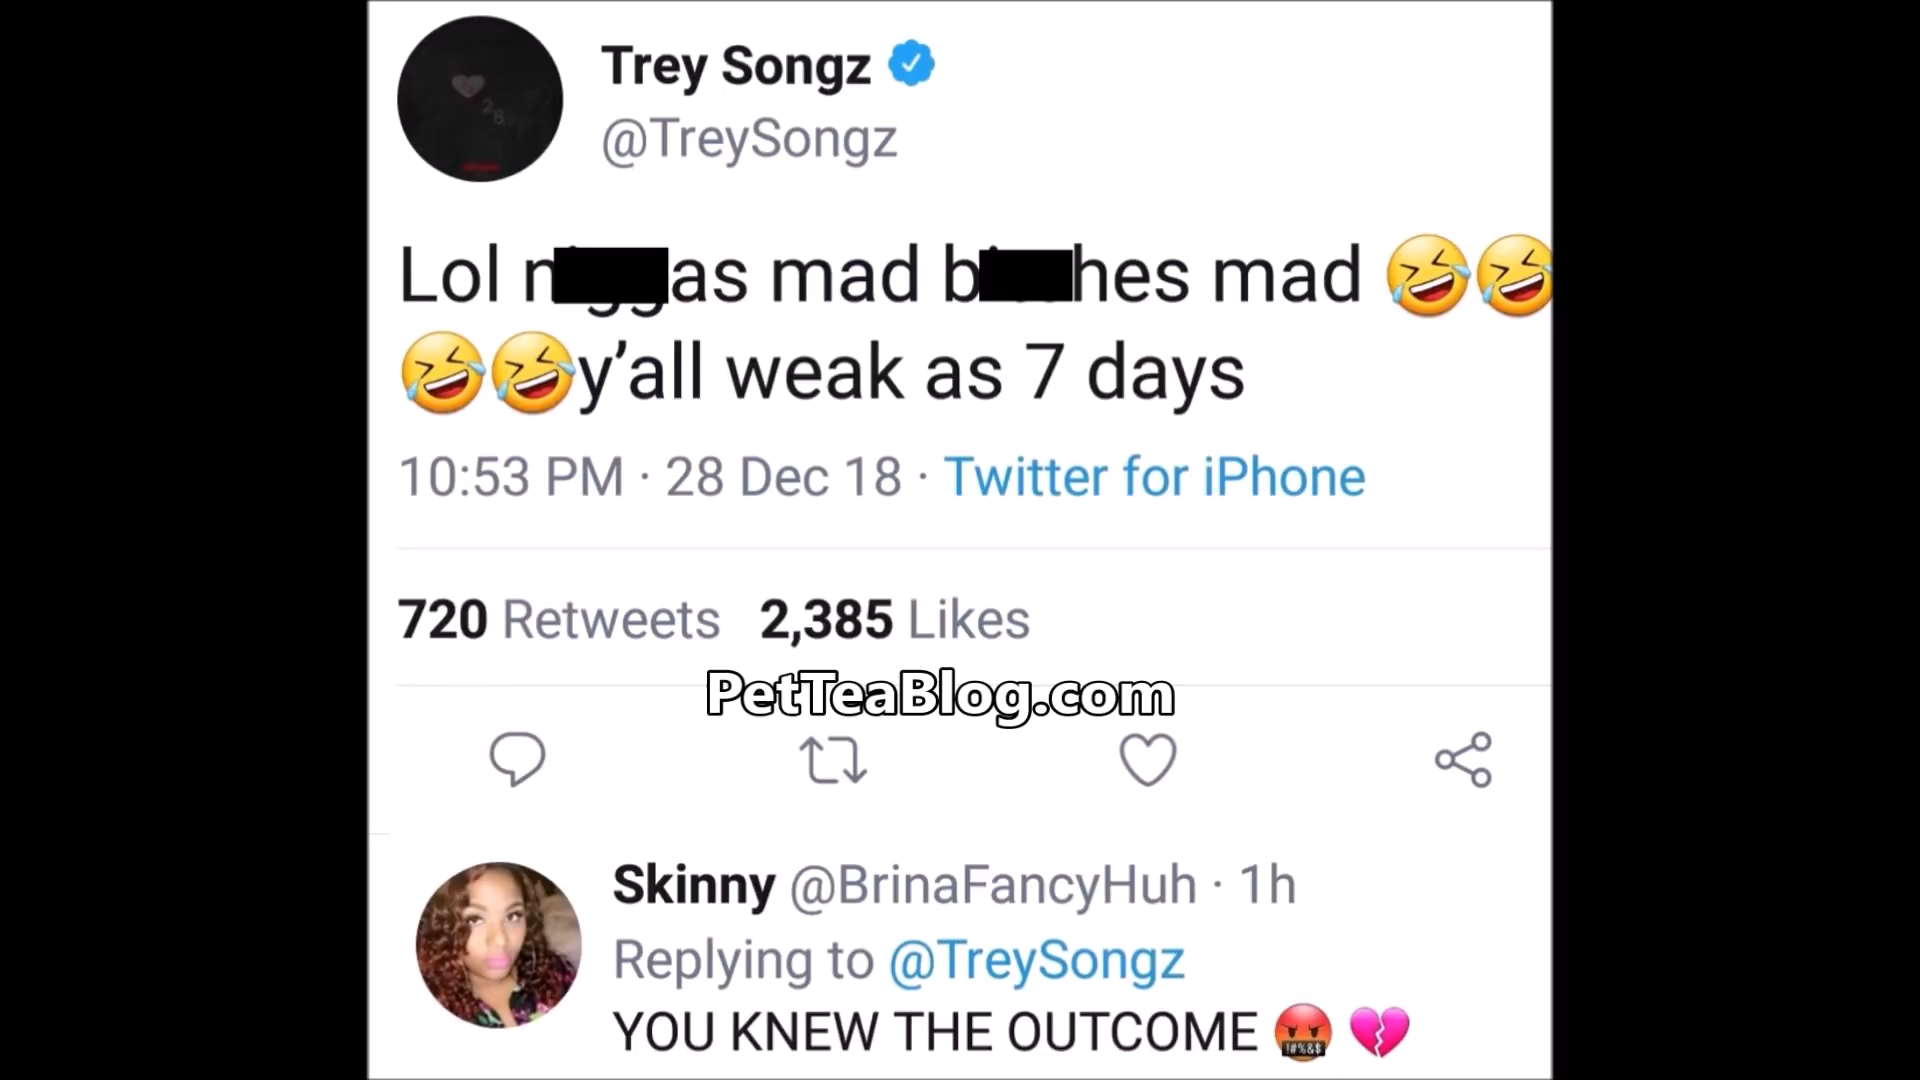 Trey Songz
@TreySongz
Lol n as mad b hes mad 🤣🤣
🤣🤣y’all weak as 7 days
10:53 PM · 28 Dec 18 · Twitter for iPhone
720 Retweets 2,385 Likes
PetTeaBlog.com
Skinny @BrinaFancyHuh · 1h
Replying to @TreySongz
YOU KNEW THE OUTCOME 🤬 💔